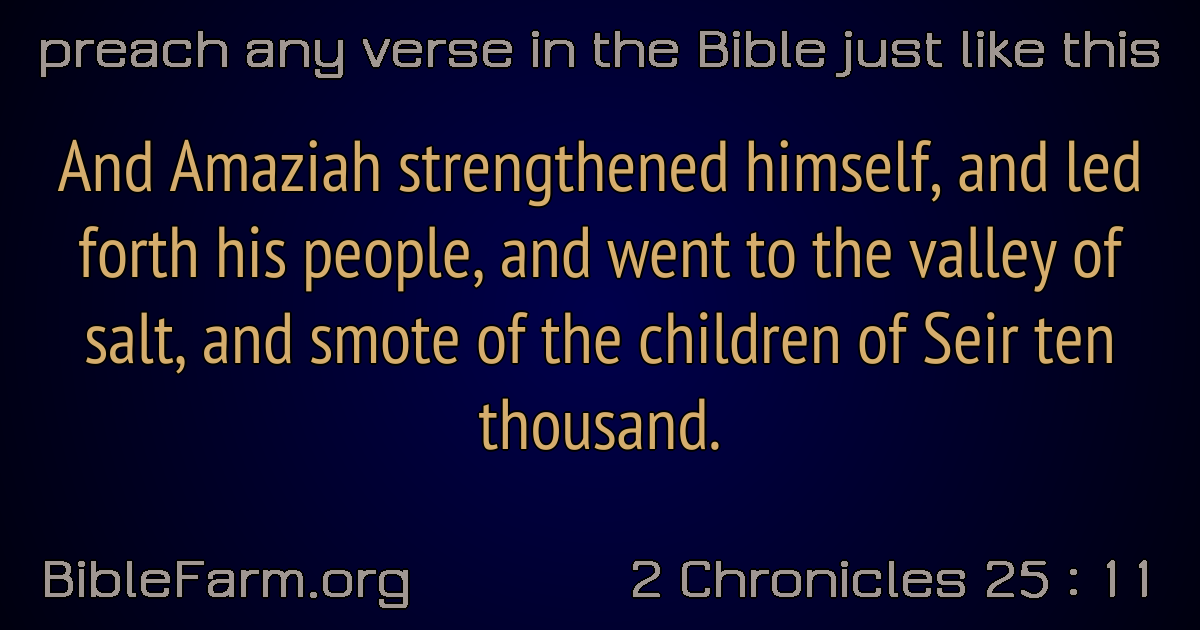 preach any verse in the Bible just like this
And Amaziah strengthened himself, and led
forth his people, and went to the valley of
salt, and smote of the children of Seir ten
thousand.
BibleFarm.org
2 Chronicles 25 : 11